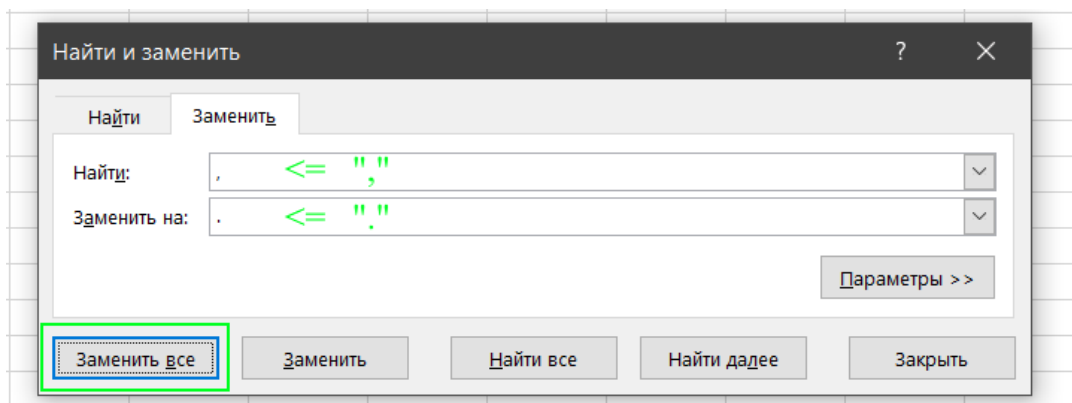 Найти и заменить ?
Найти Заменить
Найти: , <= ","
Заменить на: . <= "."
Параметры >>
Заменить все Заменить Найти все Найти далее Закрыть